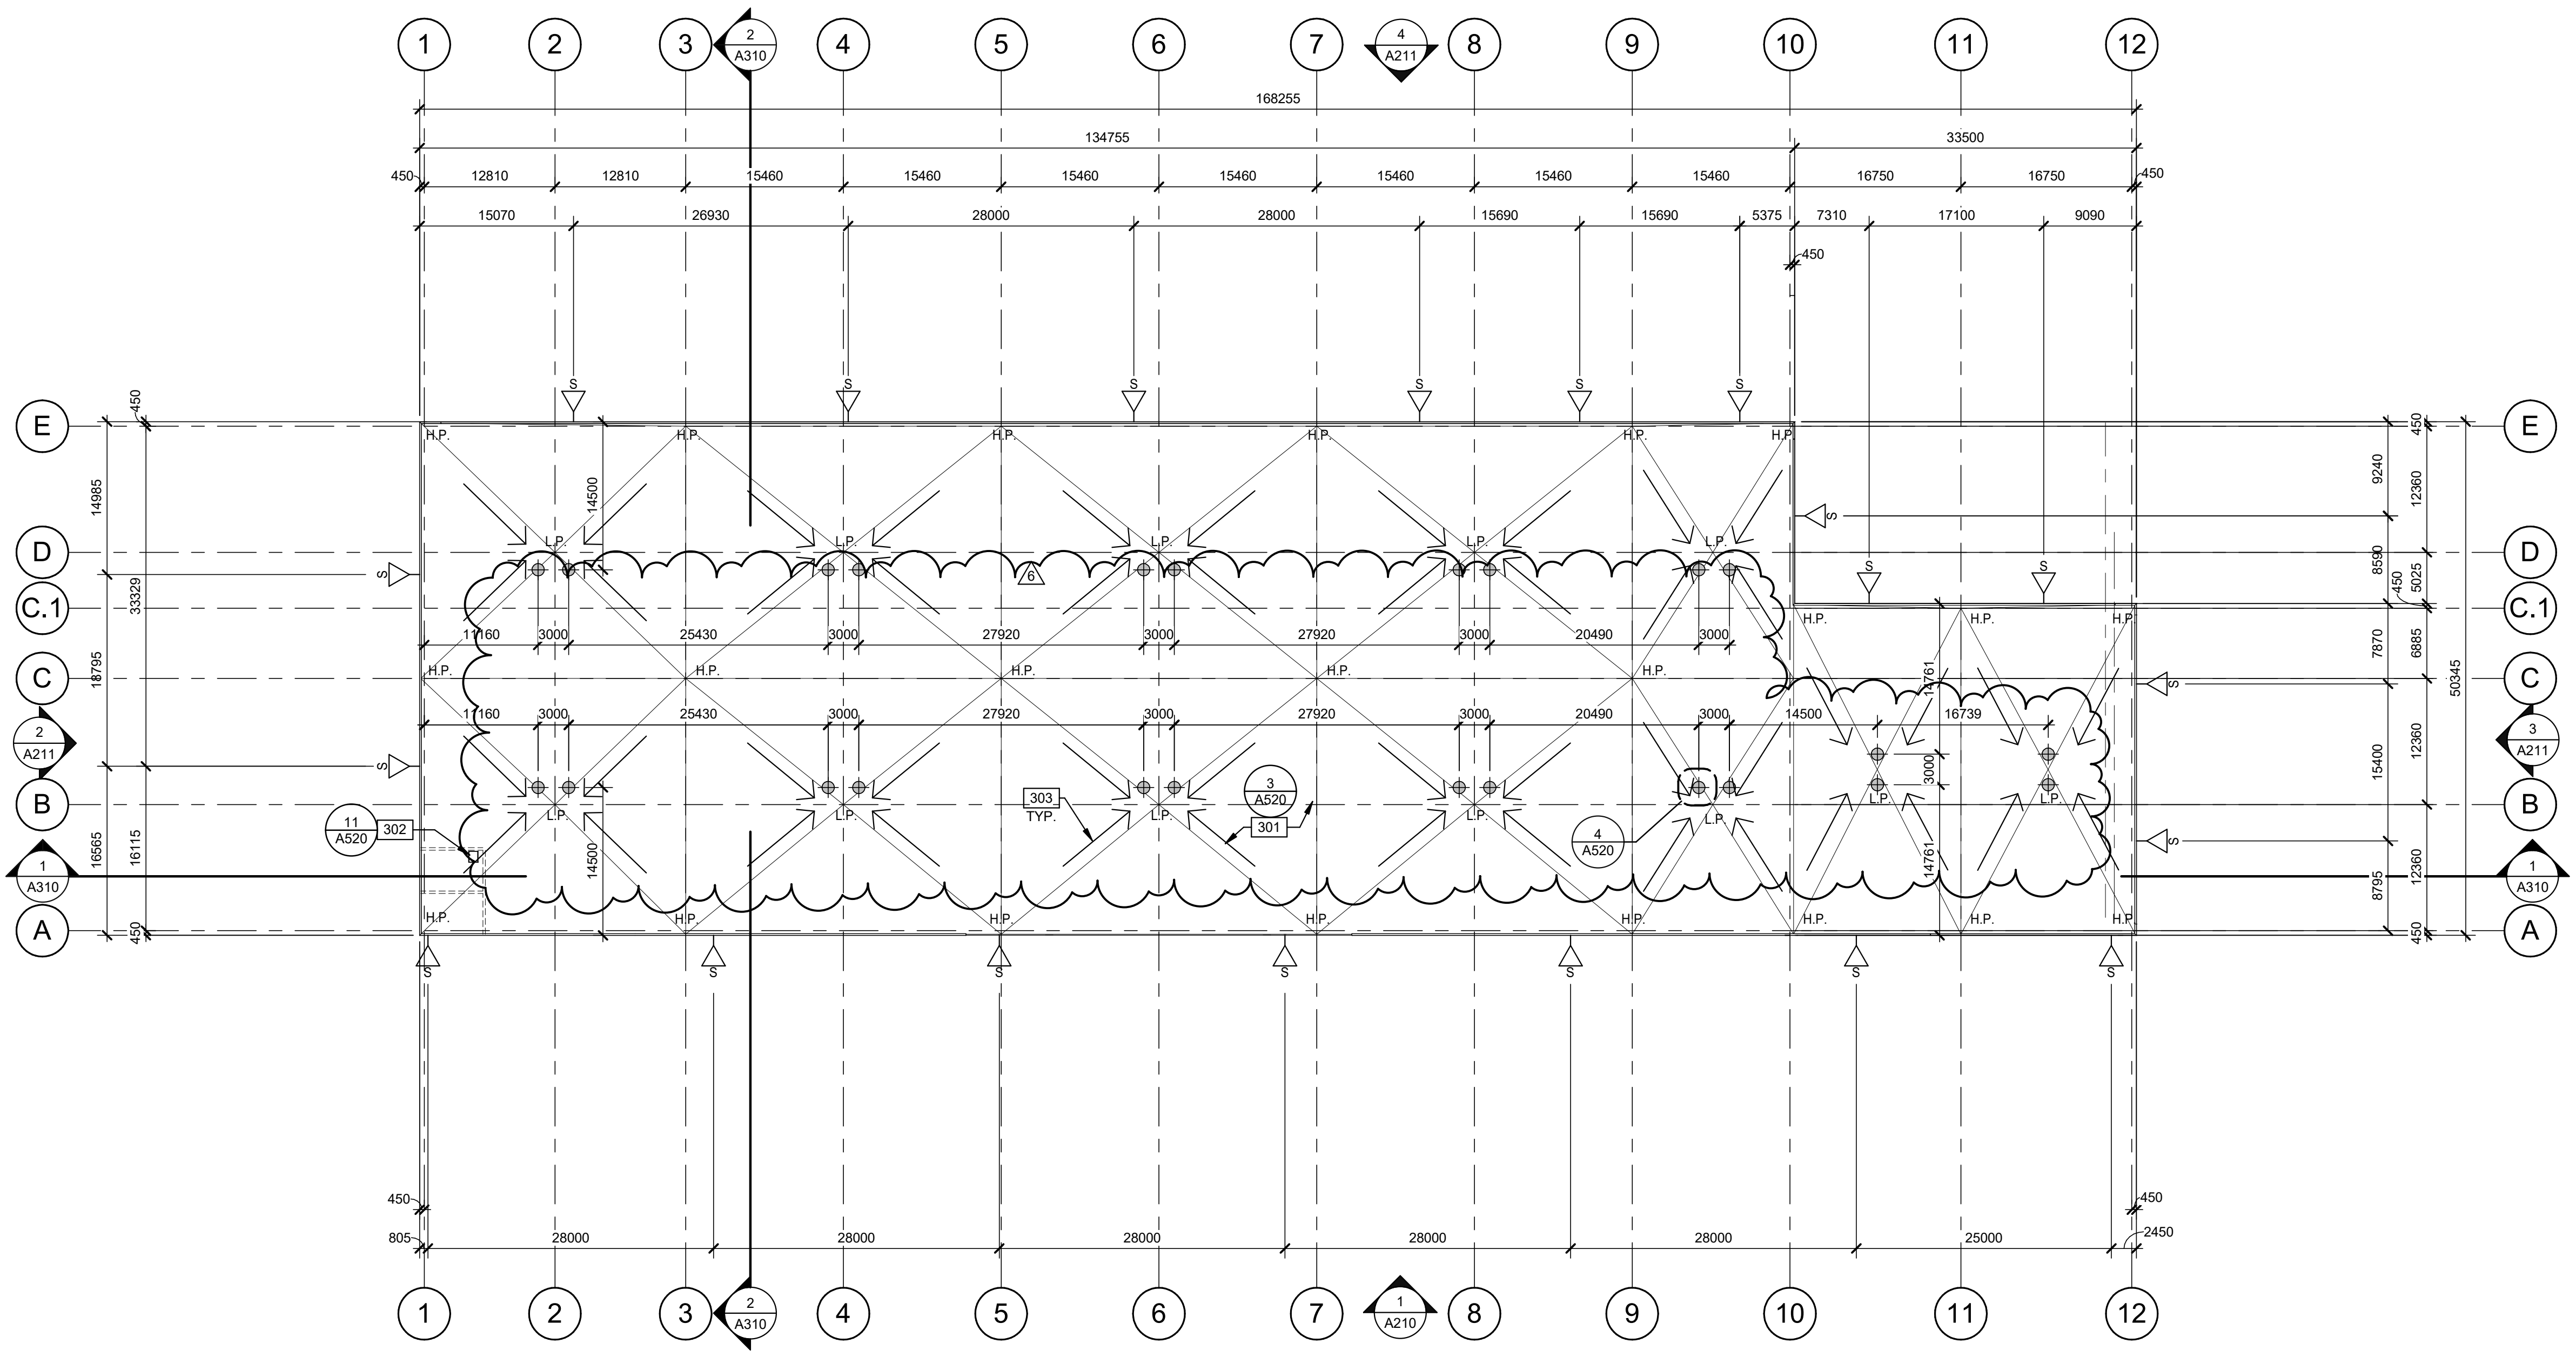 1 2 3 4 5 6 7 8 9 10 11 12
2
A310
4
A211
168255
134755 33500
450 12810 12810 15460 15460 15460 15460 15460 15460 15460 16750 16750 450
15070 26930 28000 28000 15690 15690 5375 7310 17100 9090
450
S S S S S S
E 450 450 E
H.P. H.P. H.P. H.P. H.P. H.P.
14985 14500 9240 12360
S
D L.P. L.P. L.P. L.P. L.P. D
6
S S S
33329
8590 450 5025
C.1 C.1
H.P. H.P. H.P.
11160 3000 25430 3000 27920 3000 27920 3000 20490 3000
18795 14761 7870 6885
C H.P. H.P. H.P. H.P. H.P. C
S
50345
11160 3000 25430 3000 27920 3000 27920 3000 20490 3000 14500 16739
2
A211
3
A211
S
3000 15400 12360
303
TYP.
3
A520
301
B L.P. L.P. L.P. L.P. L.P. L.P. L.P. B
11
A520
302
4
A520
S
16565 16115 14500 14761 8795 12360
1
A310
1
A310
H.P. H.P. H.P. H.P. H.P. H.P. H.P. H.P.
A 450 450 A
S S S S S S S
450 450
805 28000 28000 28000 28000 28000 25000 2450
2
A310
1
A210
1 2 3 4 5 6 7 8 9 10 11 12